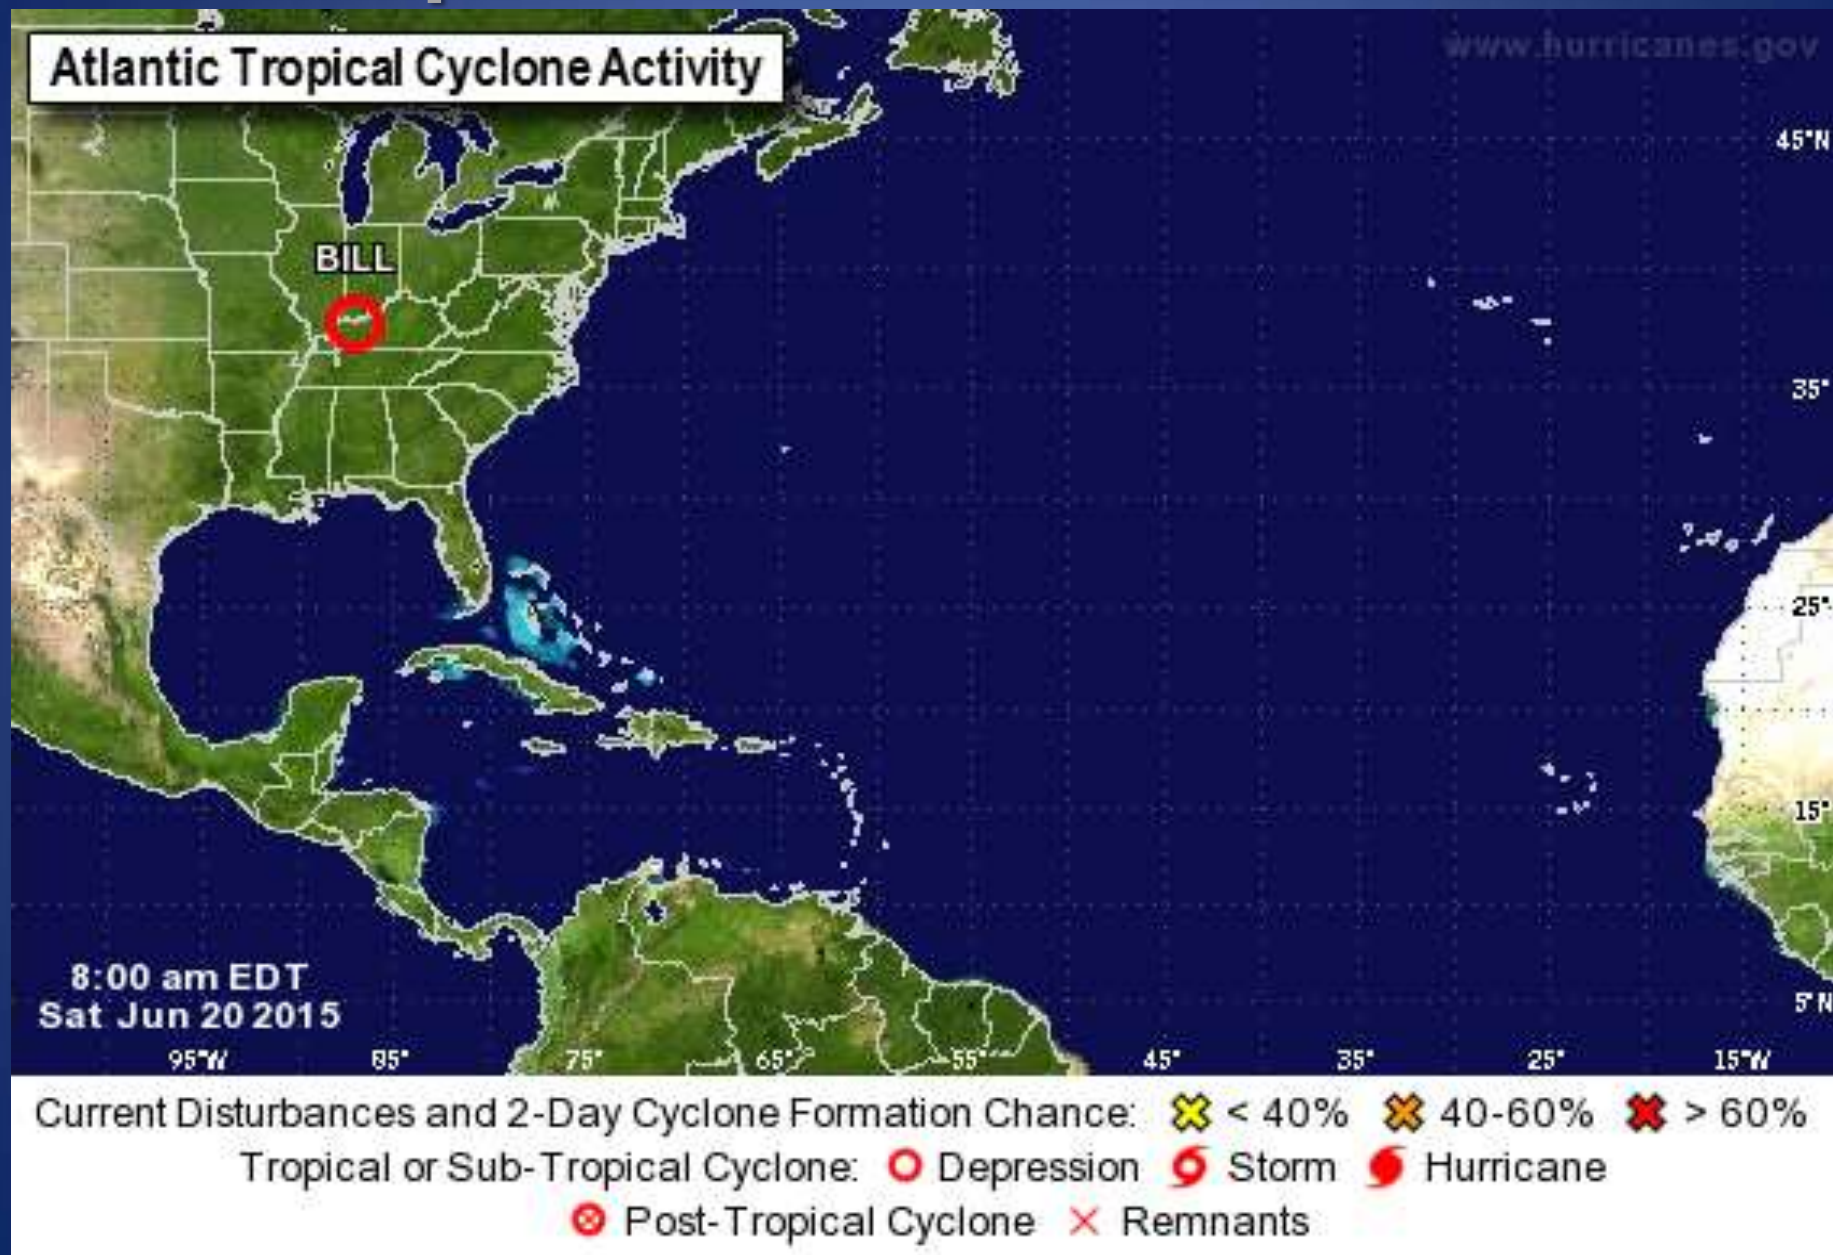 www.hurricanes.gov
Atlantic Tropical Cyclone Activity
45°N
BILL
35°
25°
15°
8:00 am EDT
Sat Jun 20 2015
5°N
95°W 85° 75° 65° 55° 45° 35° 25° 15°W
Current Disturbances and 2-Day Cyclone Formation Chance: < 40% 40-60% > 60%
Tropical or Sub-Tropical Cyclone: Depression Storm Hurricane
Post-Tropical Cyclone Remnants